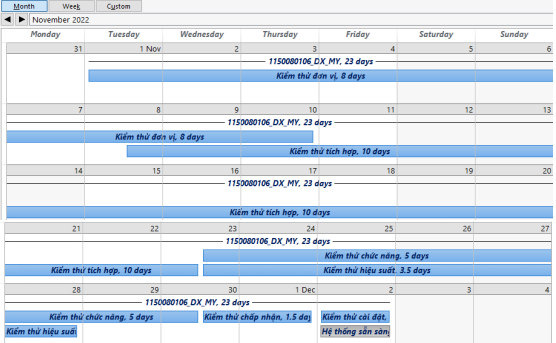 Month Week Custom
November 2022
Monday Tuesday Wednesday Thursday Friday Saturday Sunday
31 1 Nov 2 3 4 5 6
1150080106_DX_MY, 23 days
Kiểm thử đơn vị, 8 days
7 8 9 10 11 12 13
1150080106_DX_MY, 23 days
Kiểm thử đơn vị, 8 days
Kiểm thử tích hợp, 10 days
14 15 16 17 18 19 20
1150080106_DX_MY, 23 days
Kiểm thử tích hợp, 10 days
21 22 23 24 25 26 27
1150080106_DX_MY, 23 days
Kiểm thử chức năng, 5 days
Kiểm thử tích hợp, 10 days Kiểm thử hiệu suất, 3.5 days
28 29 30 1 Dec 2 3 4
1150080106_DX_MY, 23 days
Kiểm thử chức năng, 5 days Kiểm thử chấp nhận, 1.5 day Kiểm thử cài đặt,
Kiểm thử hiệu suấ Hệ thống sẵn sàn